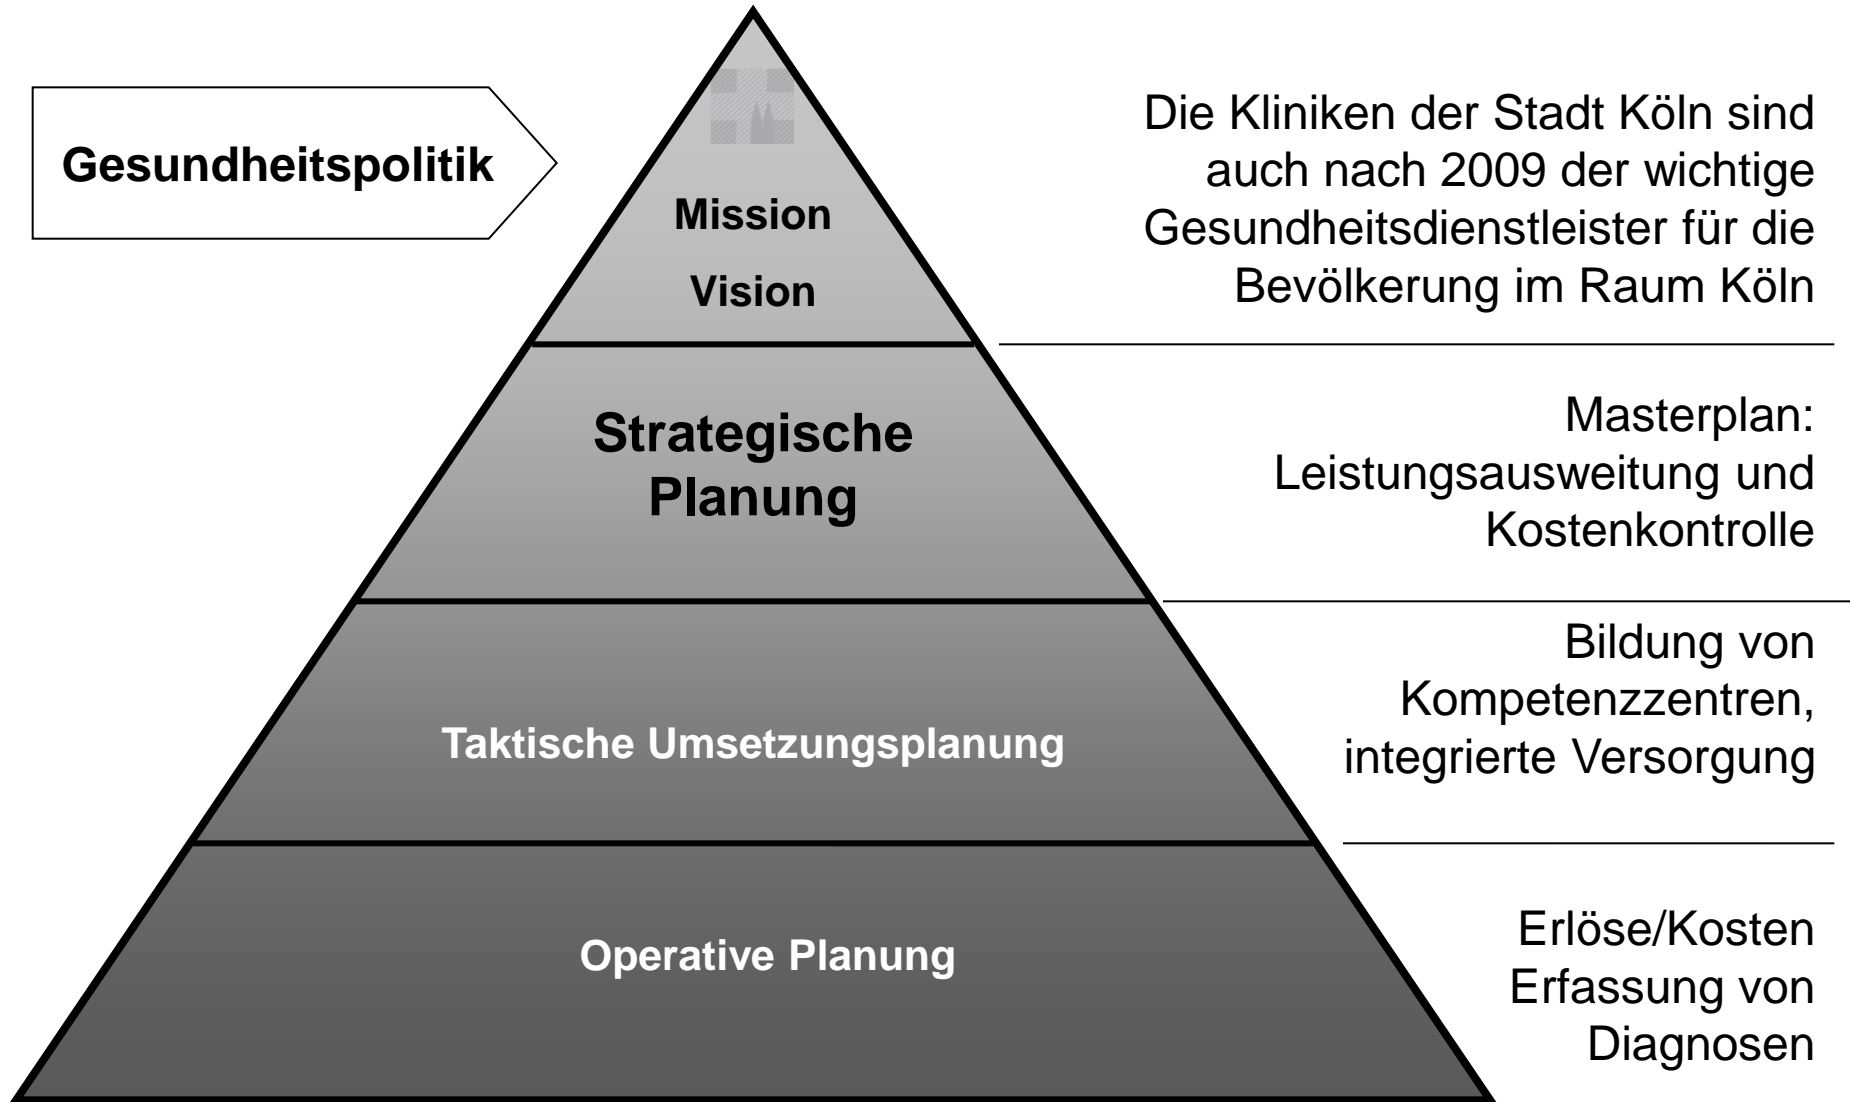 Gesundheitspolitik
Mission
Vision
Die Kliniken der Stadt Köln sind
auch nach 2009 der wichtige
Gesundheitsdienstleister für die
Bevölkerung im Raum Köln
Strategische
Planung
Masterplan:
Leistungsausweitung und
Kostenkontrolle
Taktische Umsetzungsplanung
Bildung von
Kompetenzzentren,
integrierte Versorgung
Operative Planung
Erlöse/Kosten
Erfassung von
Diagnosen